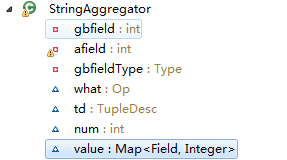 StringAggregator
gbfield : int
afield : int
gbfieldType : Type
what : Op
td : TupleDesc
num : int
value : Map<Field, Integer>